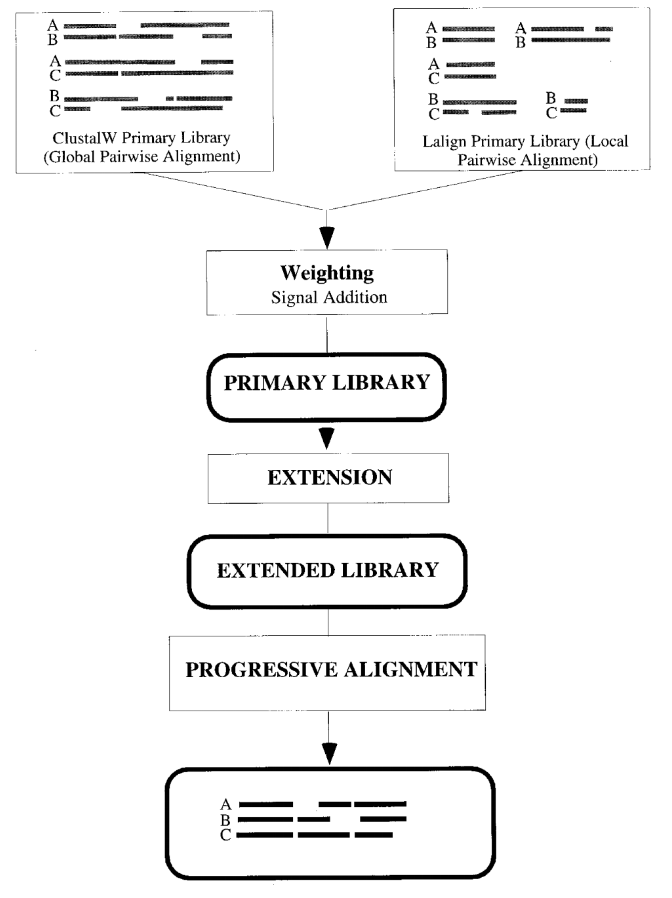 A
B
A
C
B
C
ClustalW Primary Library
(Global Pairwise Alignment)
A
B
A
B
A
C
B
C
B
C
Lalign Primary Library (Local
Pairwise Alignment)
Weighting
Signal Addition
PRIMARY LIBRARY
EXTENSION
EXTENDED LIBRARY
PROGRESSIVE ALIGNMENT
A
B
C